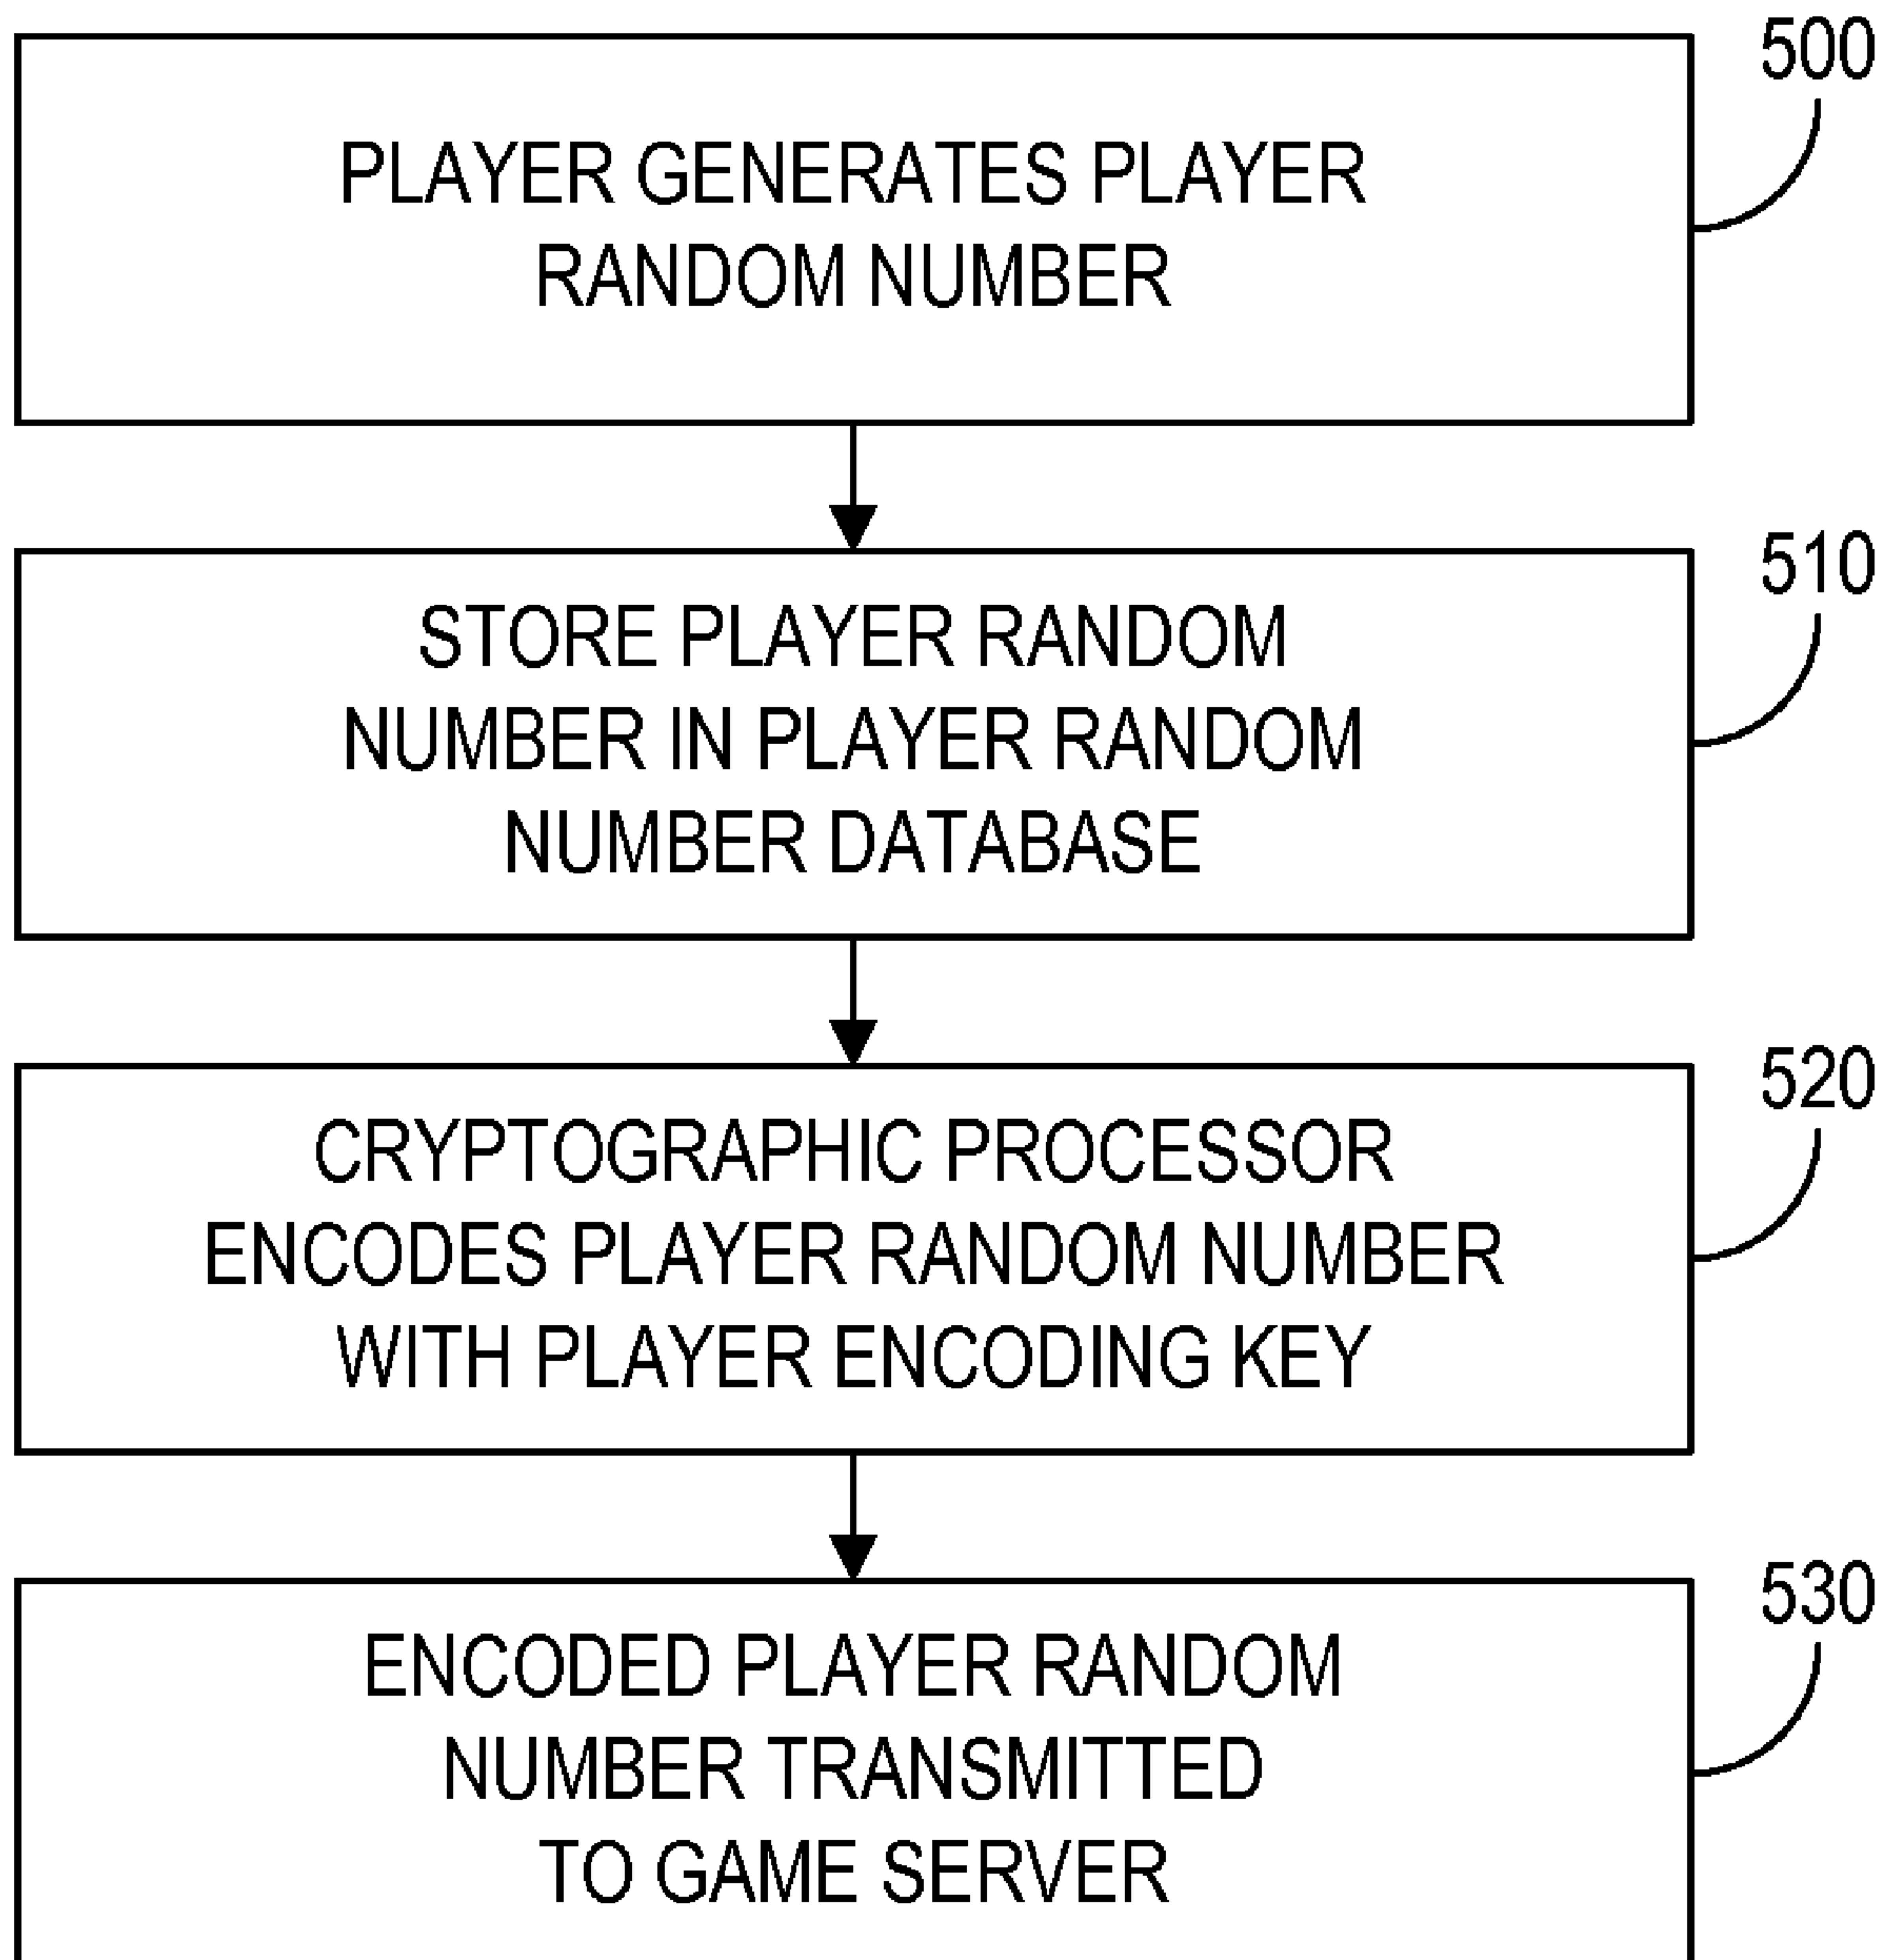 500
PLAYER GENERATES PLAYER
RANDOM NUMBER
510
STORE PLAYER RANDOM
NUMBER IN PLAYER RANDOM
NUMBER DATABASE
520
CRYPTOGRAPHIC PROCESSOR
ENCODES PLAYER RANDOM NUMBER
WITH PLAYER ENCODING KEY
530
ENCODED PLAYER RANDOM
NUMBER TRANSMITTED
TO GAME SERVER